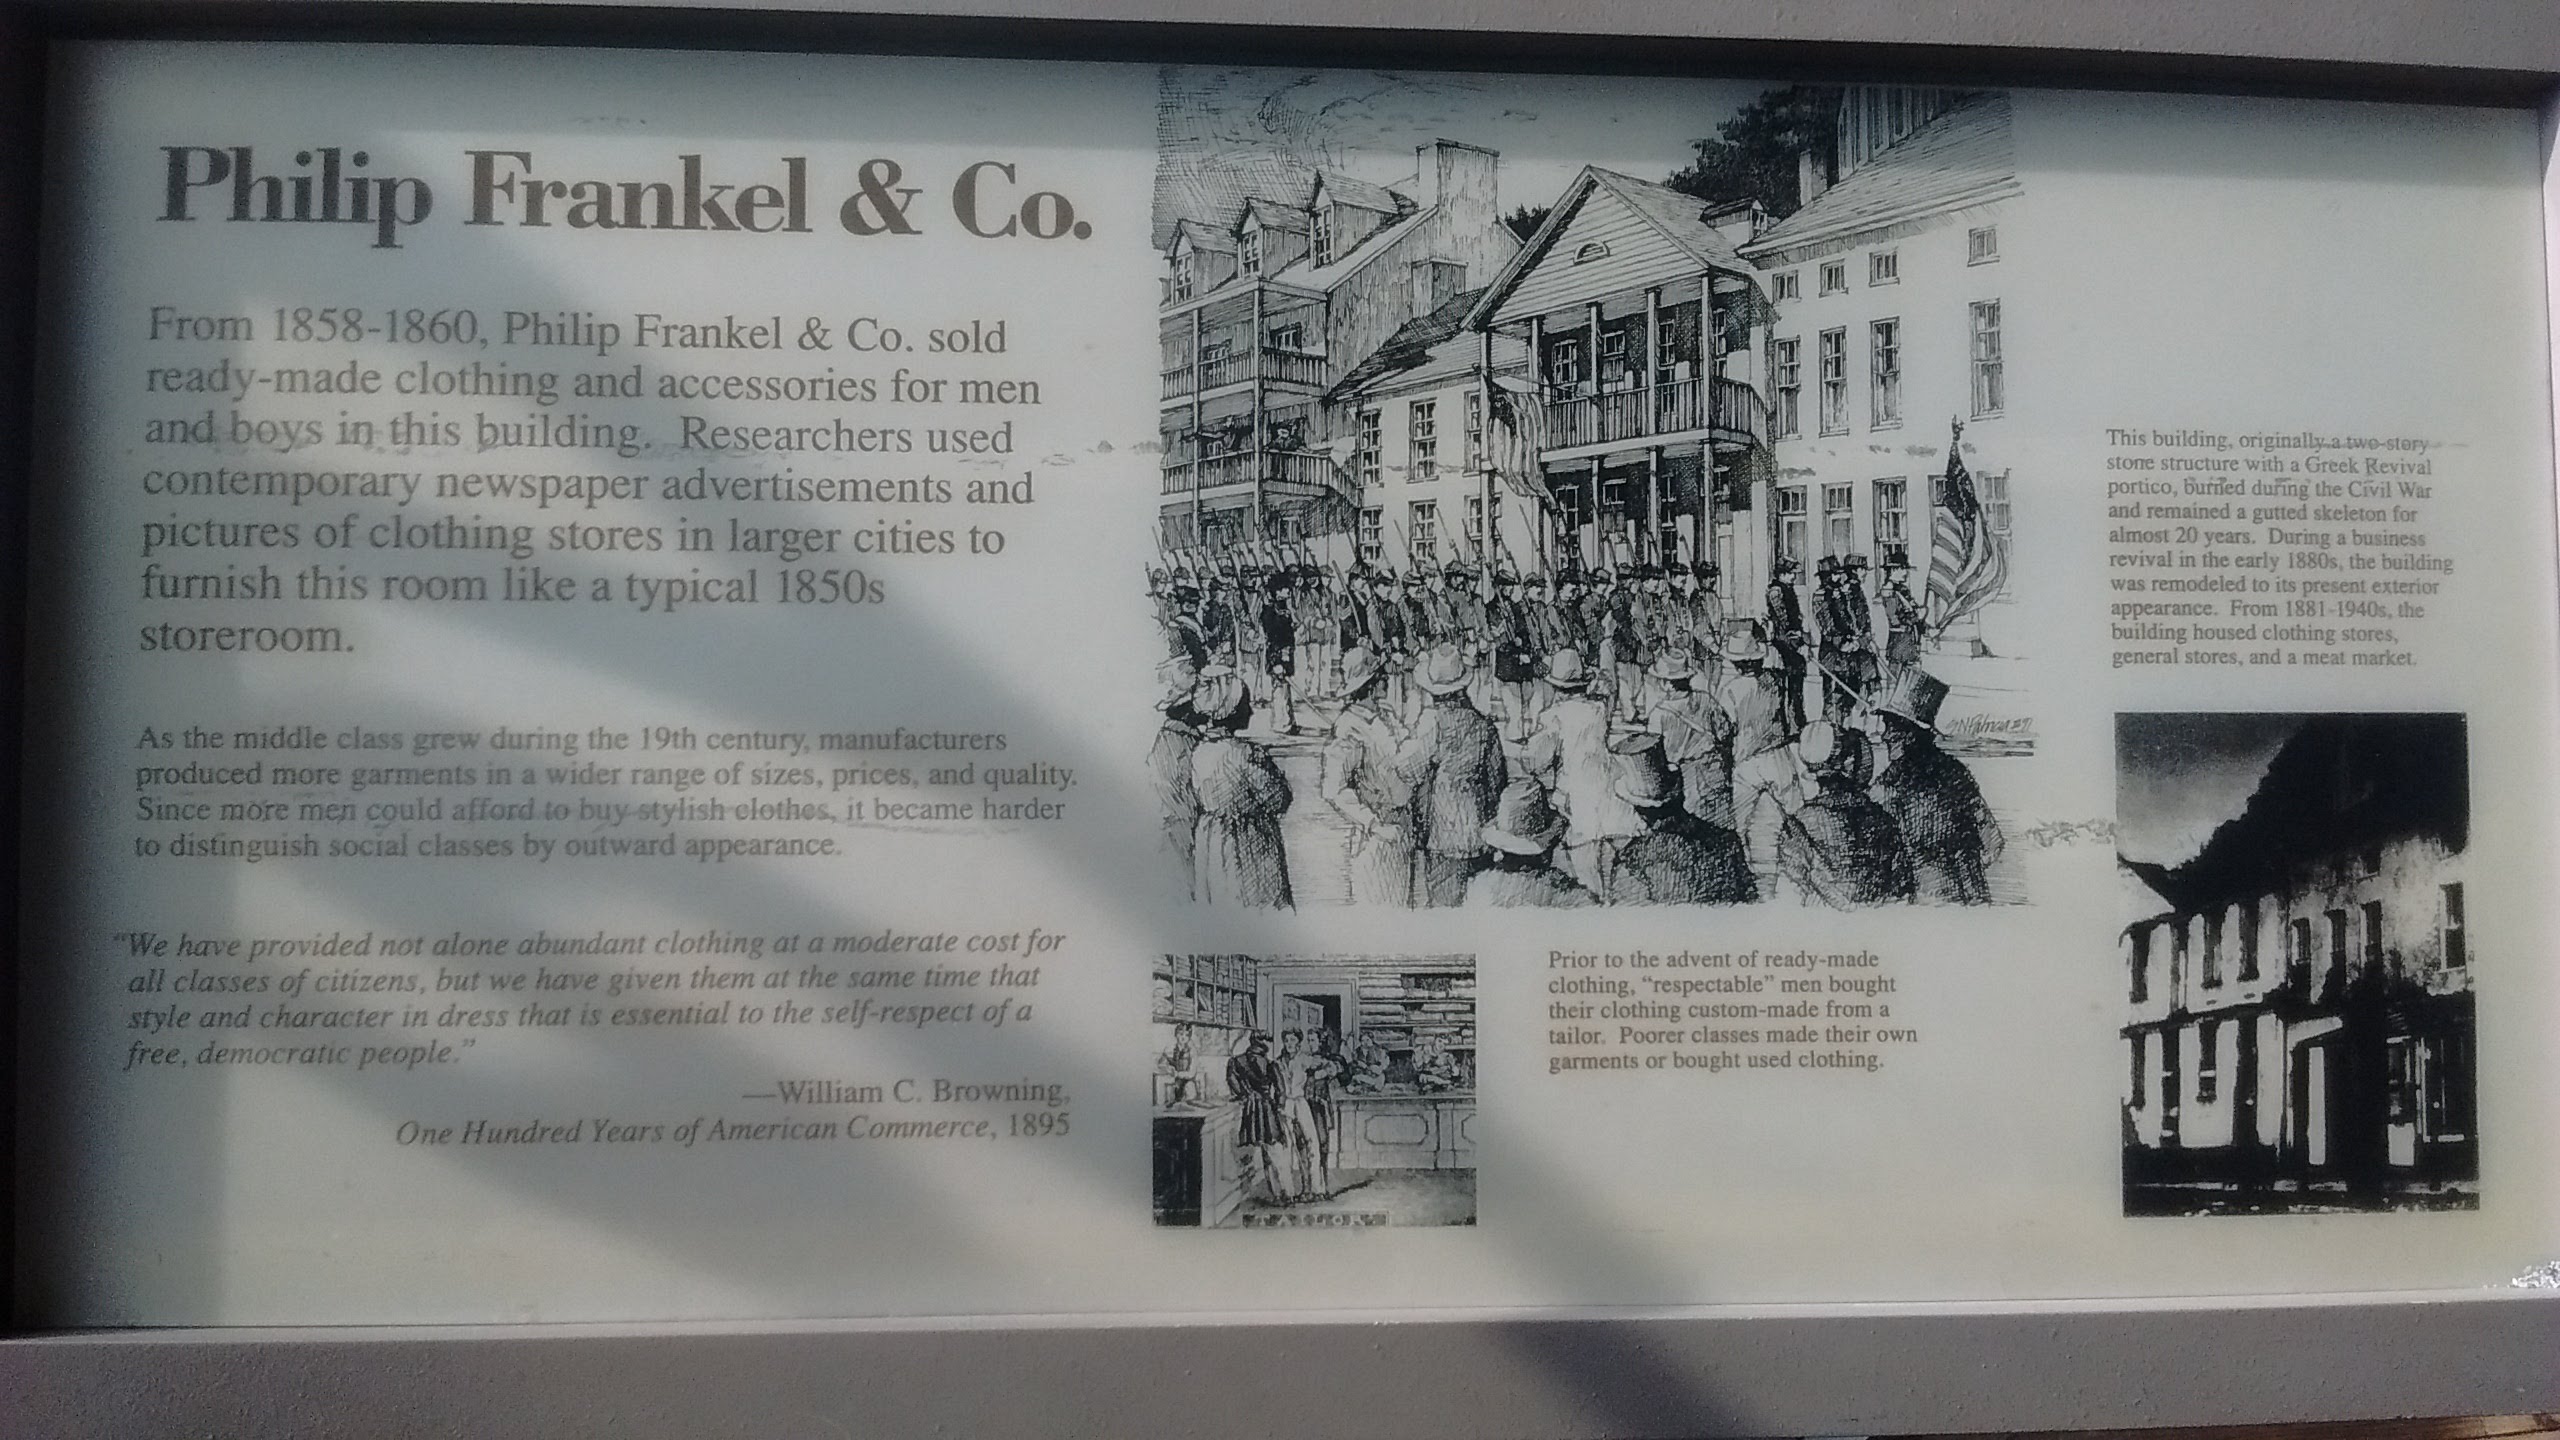 Philip Frankel & Co.
From 1858-1860, Philip Frankel & Co. sold
ready-made clothing and accessories for men
and boys in this building. Researchers used
contemporary newspaper advertisements and
pictures of clothing stores in larger cities to
furnish this room like a typical 1850s
storeroom.
As the middle class grew during the 19th century, manufacturers
produced more garments in a wider range of sizes, prices, and quality.
Since more men could afford to buy stylish clothes, it became harder
to distinguish social classes by outward appearance.
"We have provided not alone abundant clothing at a moderate cost for
all classes of citizens, but we have given them at the same time that
style and character in dress that is essential to the self-respect of a
free, democratic people."
—William C. Browning,
One Hundred Years of American Commerce, 1895
TAILOR.
Prior to the advent of ready-made
clothing, "respectable" men bought
their clothing custom-made from a
tailor. Poorer classes made their own
garments or bought used clothing.
This building, originally a two-story
stone structure with a Greek Revival
portico, burned during the Civil War
and remained a gutted skeleton for
almost 20 years. During a business
revival in the early 1880s, the building
was remodeled to its present exterior
appearance. From 1881-1940s, the
building housed clothing stores,
general stores, and a meat market.